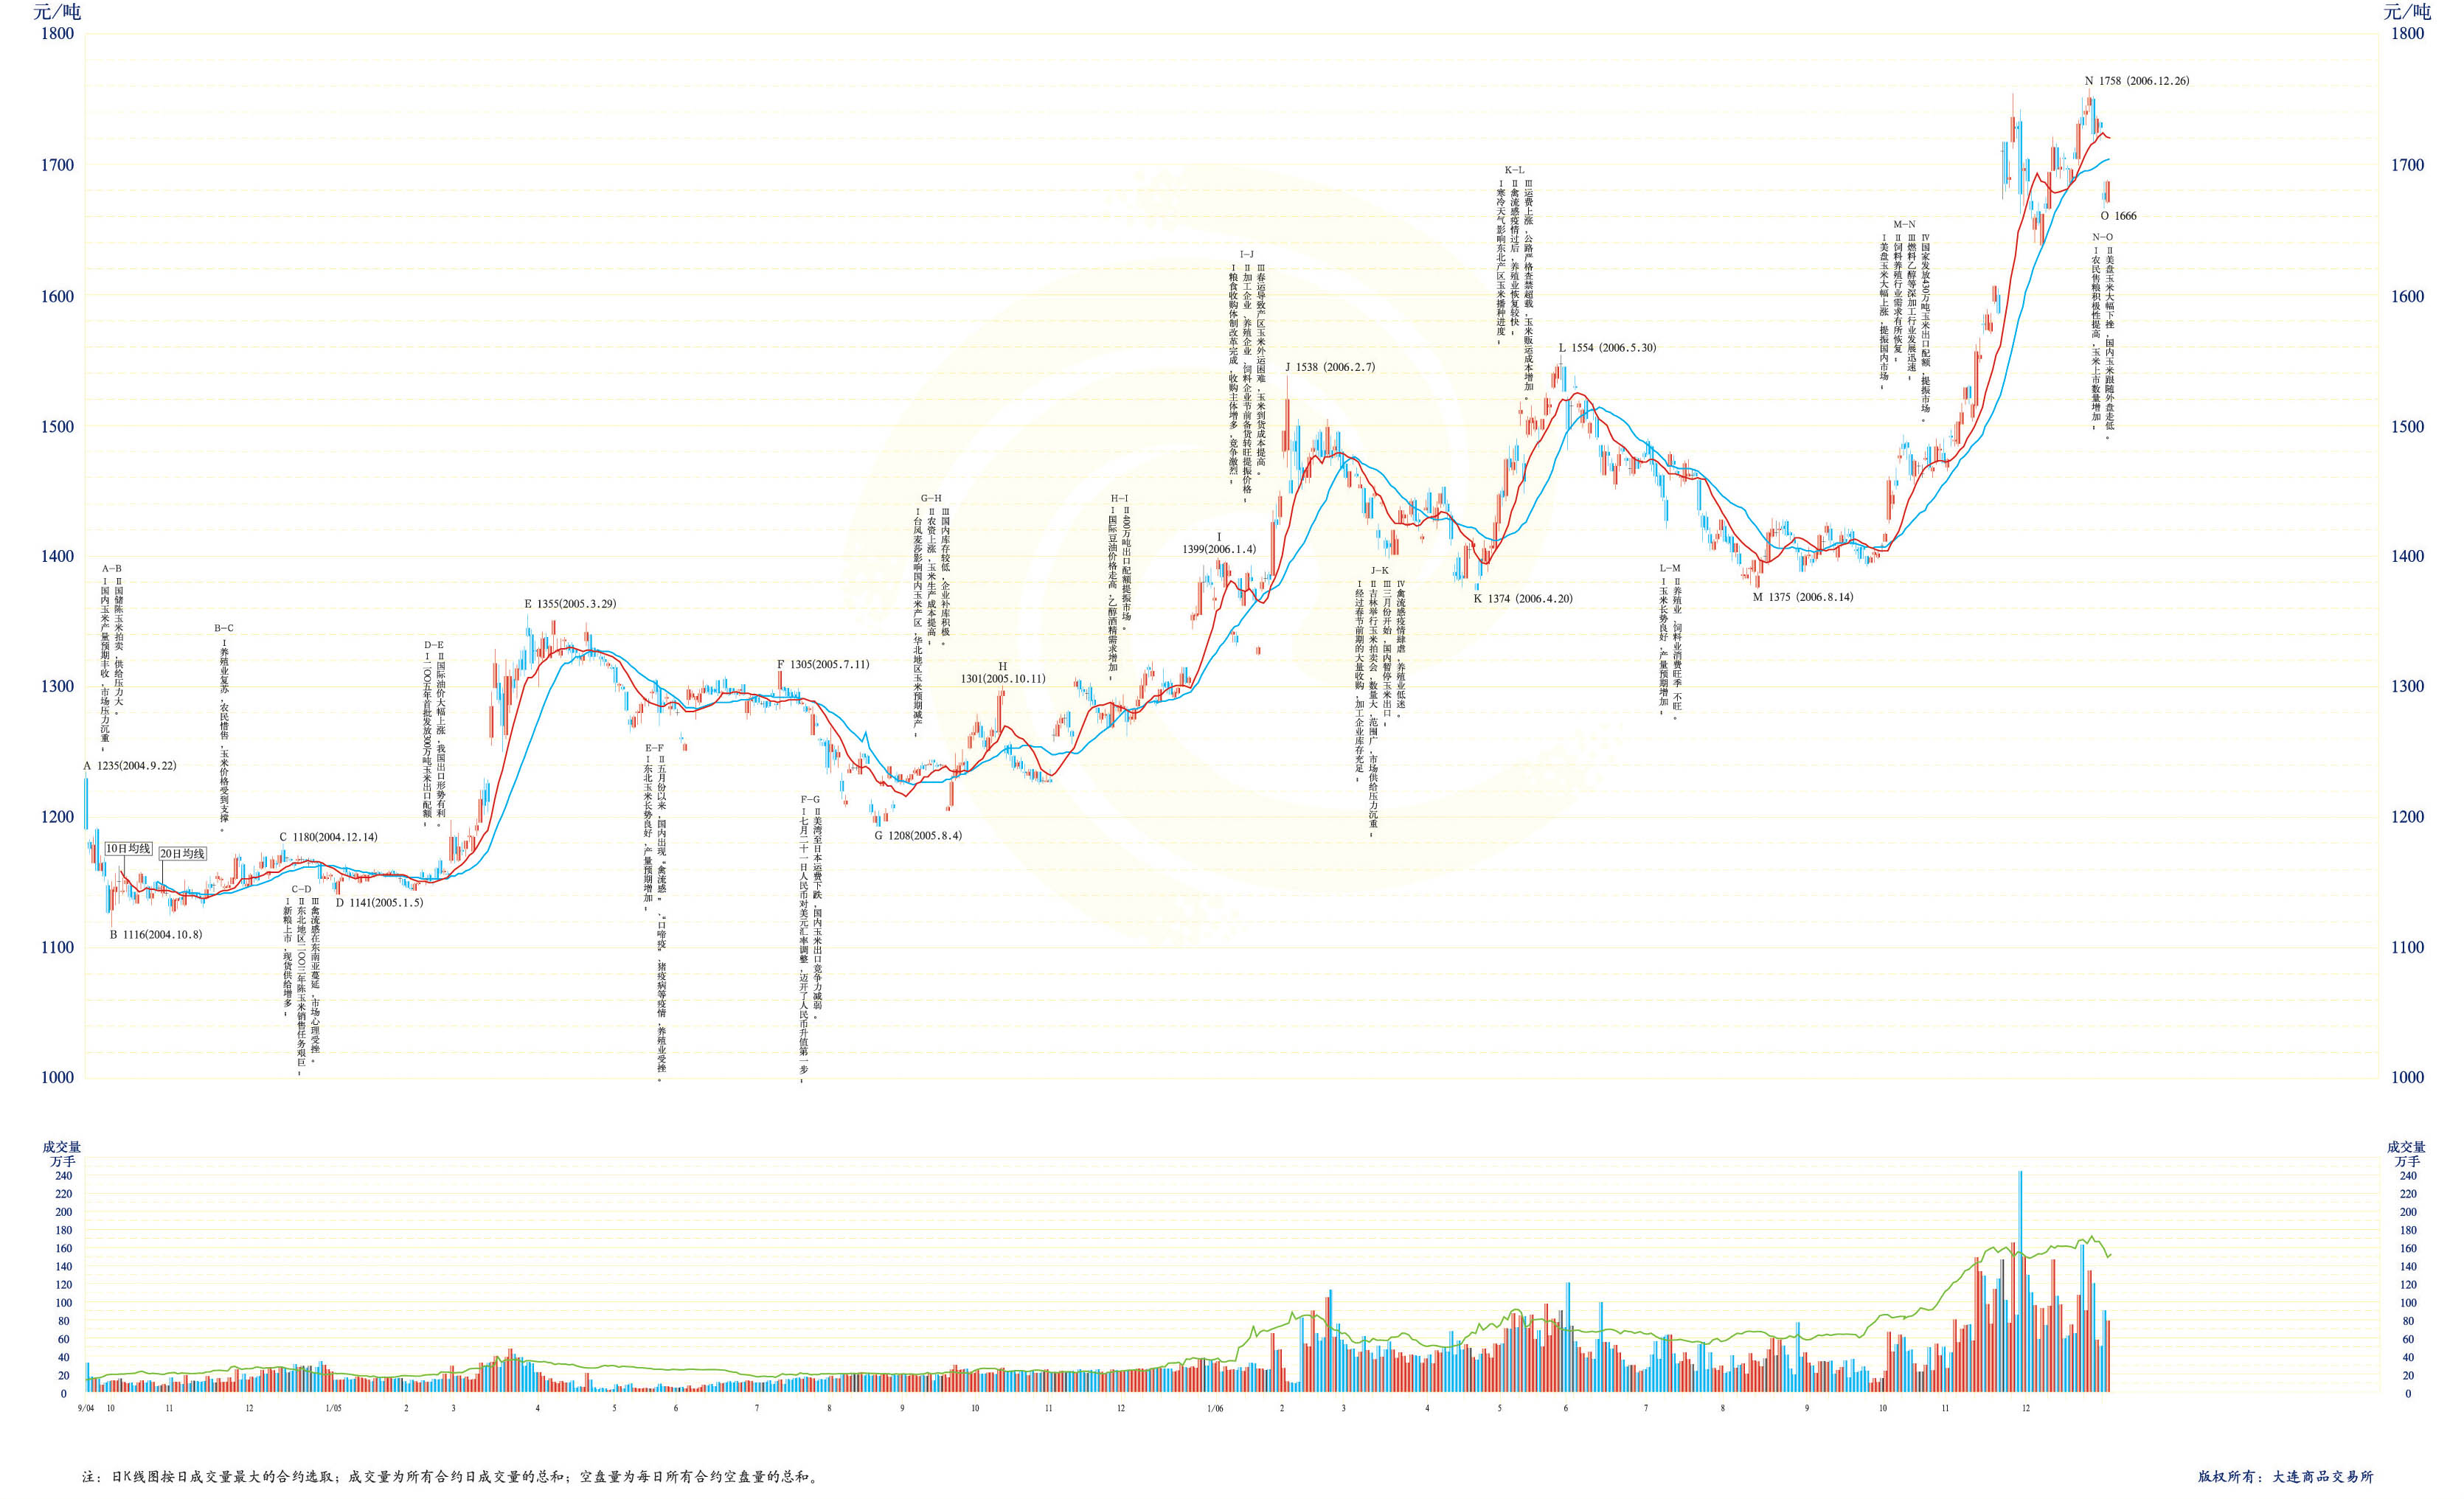 元/吨
元/吨
1800
1700
1600
1500
1400
1300
1200
1100
1000
1800
1700
1600
1500
1400
1300
1200
1100
1000
A-B
Ⅰ国内玉米产量预期丰收，市场压力沉重；
Ⅱ国储陈玉米拍卖，供给压力大。
A 1235(2004.9.22)
10日均线
20日均线
B 1116(2004.10.8)
B-C
Ⅰ养殖业复苏，农民惜售，玉米价格受到支撑。
C 1180(2004.12.14)
C-D
Ⅰ新粮上市，现货供给增多；
Ⅱ东北地区二〇〇三年陈玉米销售任务艰巨；
Ⅲ禽流感在东南亚蔓延，市场心理受挫。
D 1141(2005.1.5)
D-E
Ⅰ二〇〇五年首批发放300万吨玉米出口配额；
Ⅱ国际油价大幅上涨，我国出口形势有利。
E 1355(2005.3.29)
E-F
Ⅰ东北玉米长势良好，产量预期增加；
Ⅱ五月份以来，国内出现“禽流感”、“口啼疫”，猪疫病等疫情，养殖业受挫。
F 1305(2005.7.11)
F-G
Ⅰ七月二十一日人民币对美元汇率调整，迈开了人民币升值第一步；
Ⅱ美湾至日本运费下跌，国内玉米出口竞争力减弱。
G 1208(2005.8.4)
G-H
Ⅰ台风麦莎影响国内玉米产区，华北地区玉米预期减产；
Ⅱ农资上涨，玉米生产成本提高；
Ⅲ国内库存较低，企业补库积极。
H
1301(2005.10.11)
H-I
Ⅰ国际豆油价格走高，乙醇酒精需求增加；
Ⅱ400万吨出口配额提振市场。
I
1399(2006.1.4)
I-J
Ⅰ粮食收购体制改革完成，收购主体增多，竞争激烈；
Ⅱ加工企业，养殖企业，饲料企业节前备货转旺提振价格；
Ⅲ春运导致产区玉米外运困难，玉米到货成本提高。
J 1538 (2006.2.7)
J-K
Ⅰ经过春节前期的大量收购，加工企业库存充足；
Ⅱ吉林举行玉米拍卖会，数量大，范围广，市场供给压力沉重；
Ⅲ三月份开始，国内暂停玉米出口；
Ⅳ禽流感疫情肆虐，养殖业低迷。
K 1374 (2006.4.20)
K-L
Ⅰ寒冷天气影响东北产区玉米播种进度；
Ⅱ禽流感疫情过后，养殖业恢复较快；
Ⅲ运费上涨，公路严格查禁超载，玉米贩运成本增加。
L 1554 (2006.5.30)
L-M
Ⅰ玉米长势良好，产量预期增加；
Ⅱ养殖业，饲料业消费旺季不旺。
M 1375 (2006.8.14)
M-N
Ⅰ美盘玉米大幅上涨，提振国内市场；
Ⅱ饲料养殖行业需求有所恢复；
Ⅲ燃料乙醇等深加工行业发展迅速；
Ⅳ国家发放430万吨玉米出口配额，提振市场。
N 1758 (2006.12.26)
O 1666
N-O
Ⅰ农民售粮积极性提高，玉米上市数量增加；
Ⅱ美盘玉米大幅下挫，国内玉米跟随外盘走低。
成交量
万手
240
220
200
180
160
140
120
100
80
60
40
20
0
成交量
万手
240
220
200
180
160
140
120
100
80
60
40
20
0
9/04 10 11 12 1/05 2 3 4 5 6 7 8 9 10 11 12 1/06 2 3 4 5 6 7 8 9 10 11 12
注：日K线图按日成交量最大的合约选取；成交量为所有合约日成交量的总和；空盘量为每日所有合约空盘量的总和。
版权所有：大连商品交易所